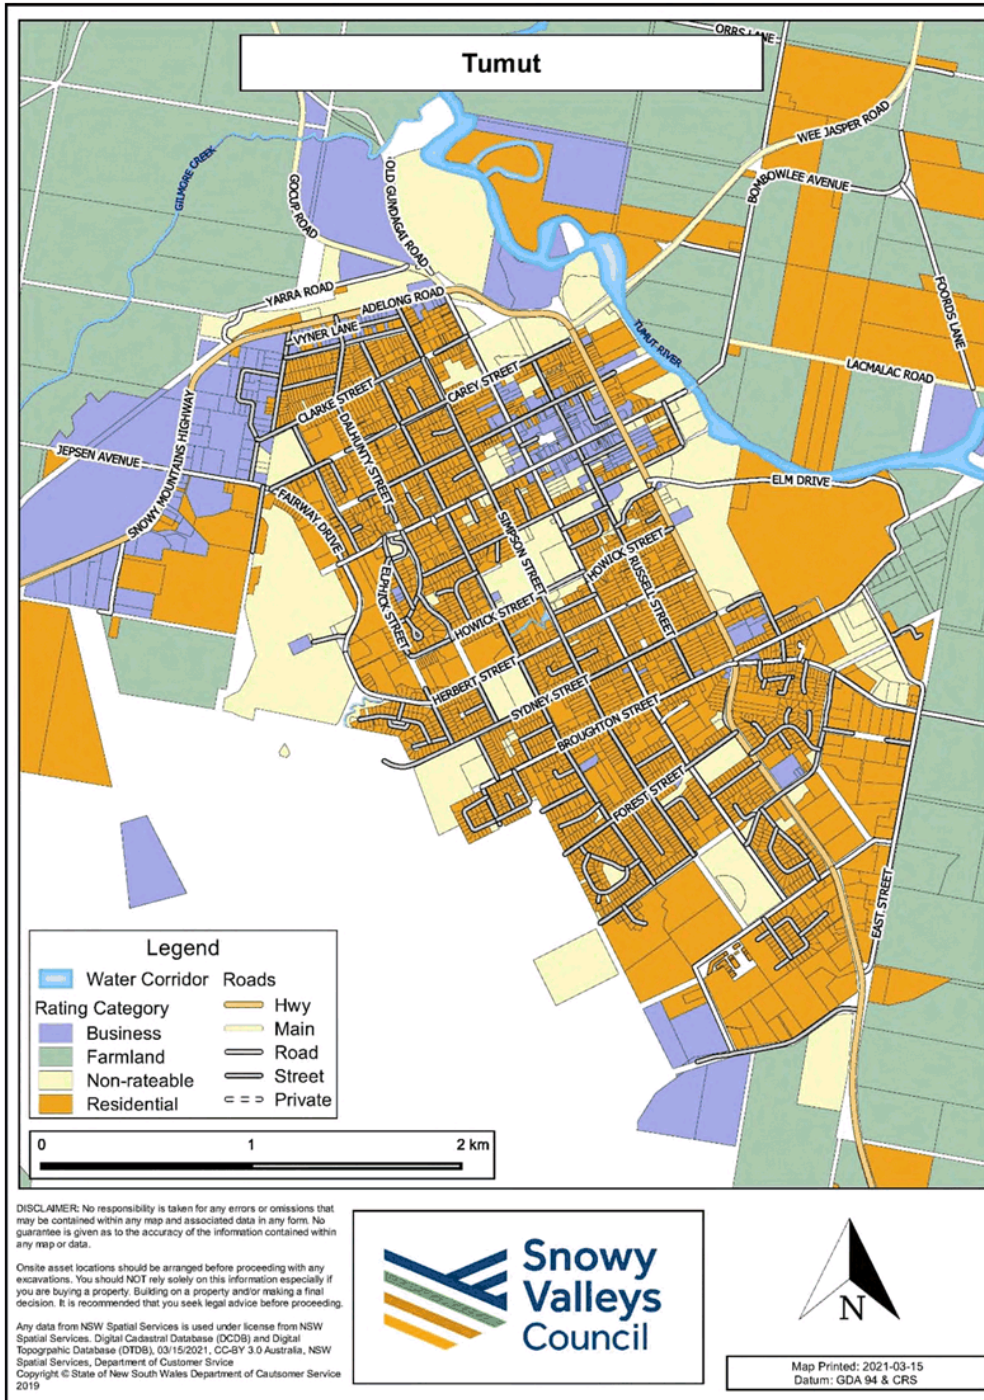 Tumut
ORRS LANE
WEE JASPER ROAD
BOMBOWLEE AVENUE
GILMORE CREEK
OLD GUNDAGAI ROAD
GOCUP ROAD
FOORDS LANE
YARRA ROAD
ADELONG ROAD
VYNER LANE
TUMUT RIVER
LACMALAC ROAD
CLARKE STREET
CAREY STREET
DALHUNTY STREET
SNOWY MOUNTAINS HIGHWAY
JEPSEN AVENUE
FAIRWAY DRIVE
ELM DRIVE
SIMPSON STREET
HOWICK STREET
RUSSELL STREET
ELPHICK STREET
HOWICK STREET
HERBERT STREET
SYDNEY STREET
BROUGHTON STREET
FOREST STREET
EAST STREET
Legend
Water Corridor
Rating Category
Business
Farmland
Non-rateable
Residential
Roads
Hwy
Main
Road
Street
Private
0 1 2 km
DISCLAIMER: No responsibility is taken for any errors or omissions that
may be contained within any map and associated data in any form. No
guarantee is given as to the accuracy of the information contained within
any map or data.
Onsite asset locations should be arranged before proceeding with any
excavations. You should NOT rely solely on this information especially if
you are buying a property. Building on a property and/or making a final
decision. It is recommended that you seek legal advice before proceeding.
Any data from NSW Spatial Services is used under license from NSW
Spatial Services. Digital Cadastral Database (DCDB) and Digital
Topogrpahic Database (DTDB), 03/15/2021, CC-BY 3.0 Australia, NSW
Spatial Services, Department of Customer Srvice
Copyright © State of New South Wales Department of Cautsomer Service
2019
Snowy
Valleys
Council
N
Map Printed: 2021-03-15
Datum: GDA 94 & CRS